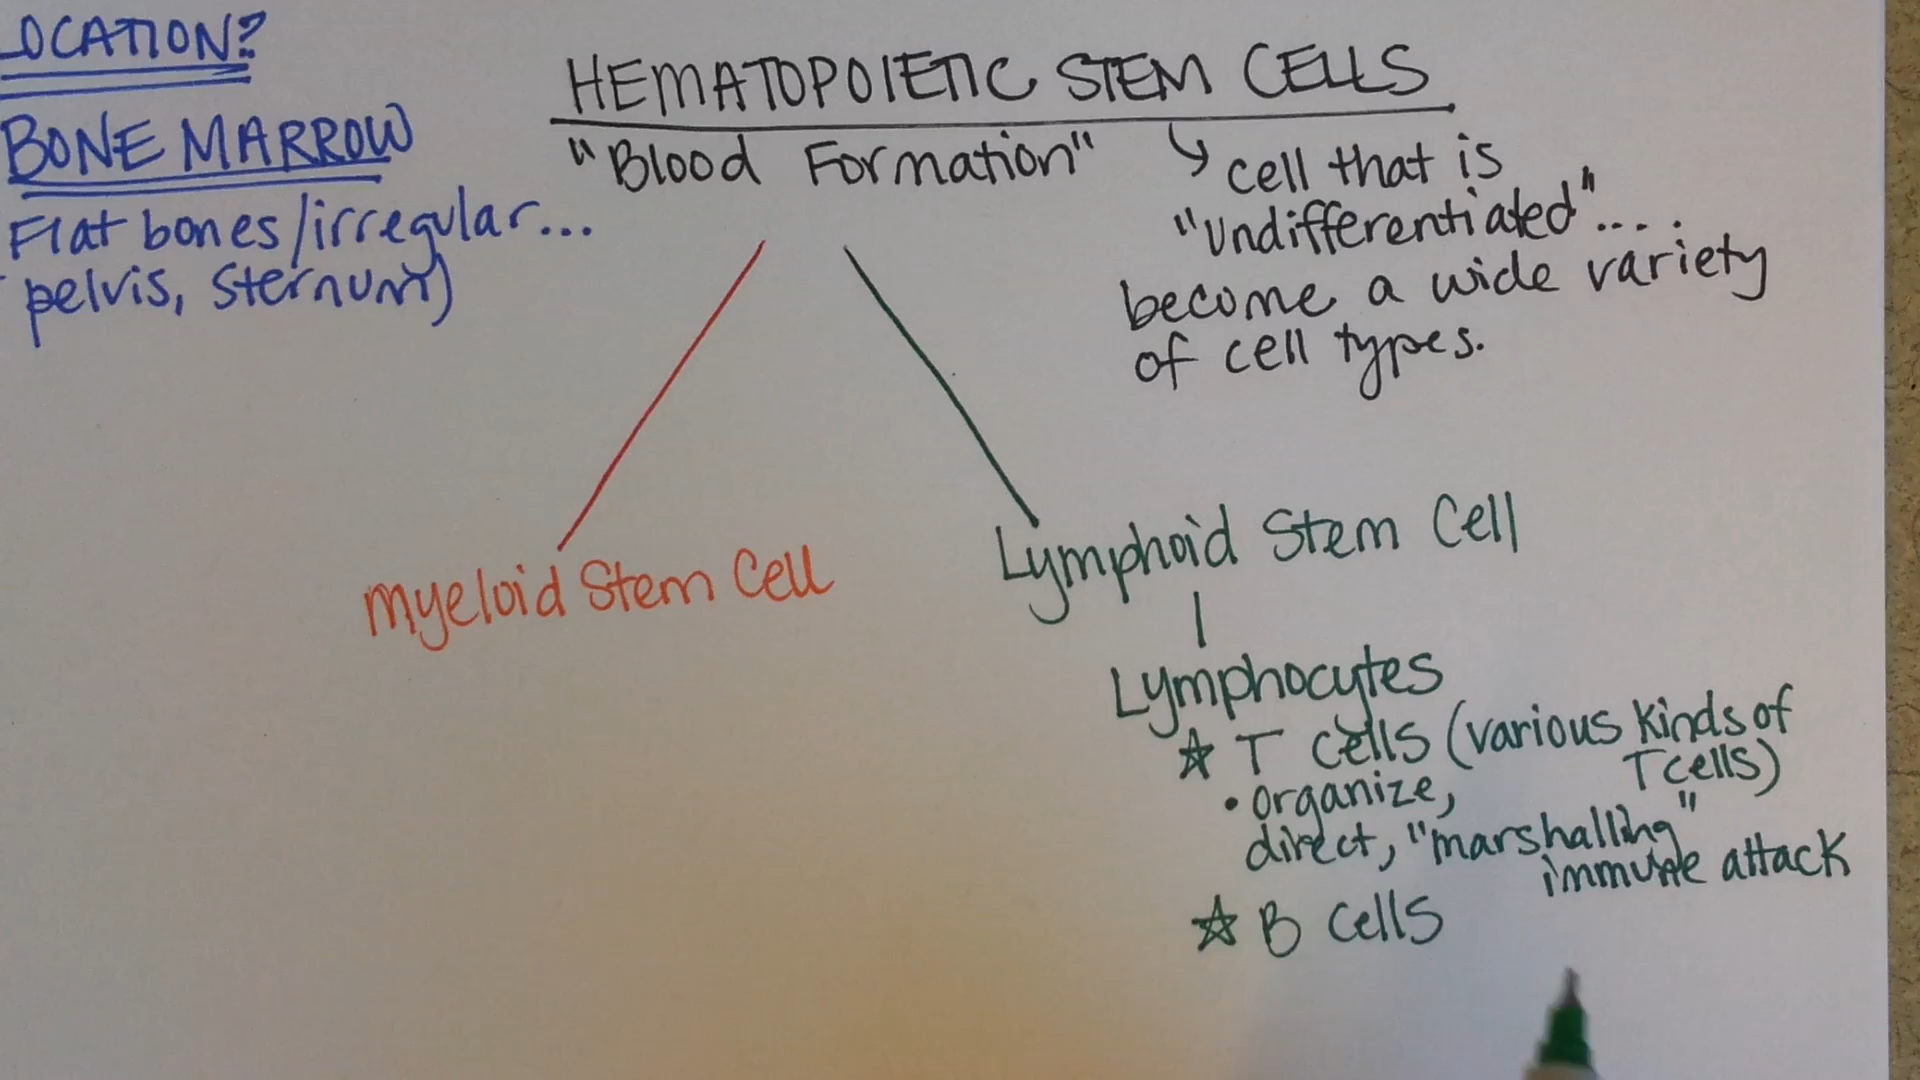 LOCATION?
BONE MARROW
Flat bones/irregular...
pelvis, sternum)
HEMATOPOIETIC STEM CELLS
"Blood Formation"
cell that is
"undifferentiated"....
become a wide variety
of cell types.
Myeloid Stem Cell
Lymphoid Stem Cell
Lymphocytes
☆ T cells (various kinds of
T cells)
• organize,
direct, "marshalling"
immune attack
☆ B cells